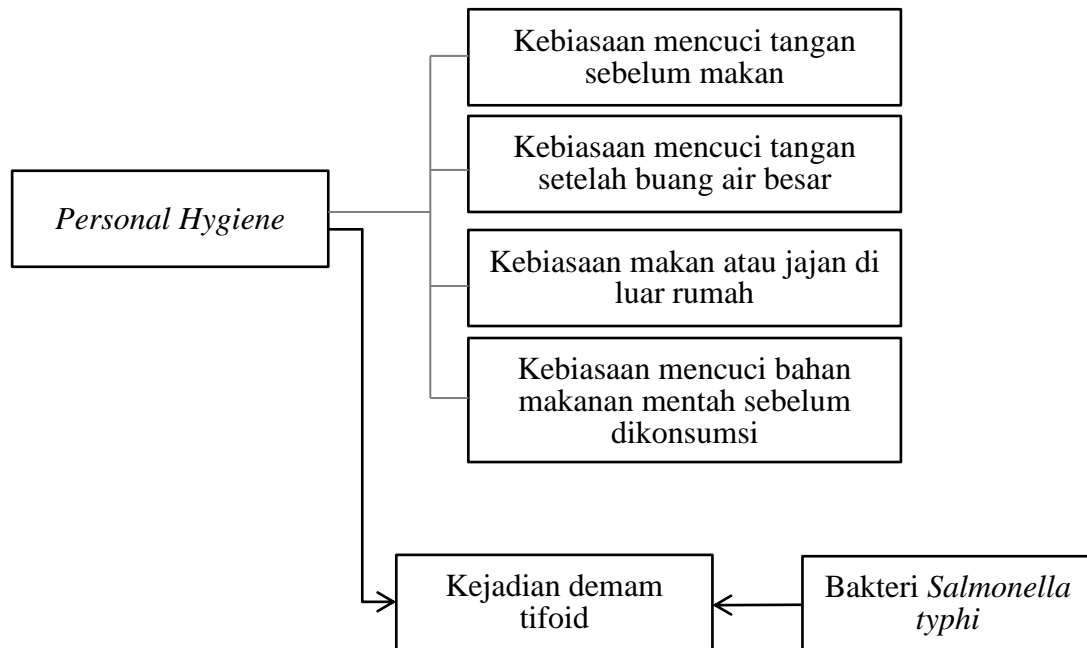 Kebiasaan mencuci tangan
sebelum makan
Kebiasaan mencuci tangan
setelah buang air besar
Personal Hygiene
Kebiasaan makan atau jajan di
luar rumah
Kebiasaan mencuci bahan
makanan mentah sebelum
dikonsumsi
Kejadian demam
tifoid
Bakteri Salmonella
typhi